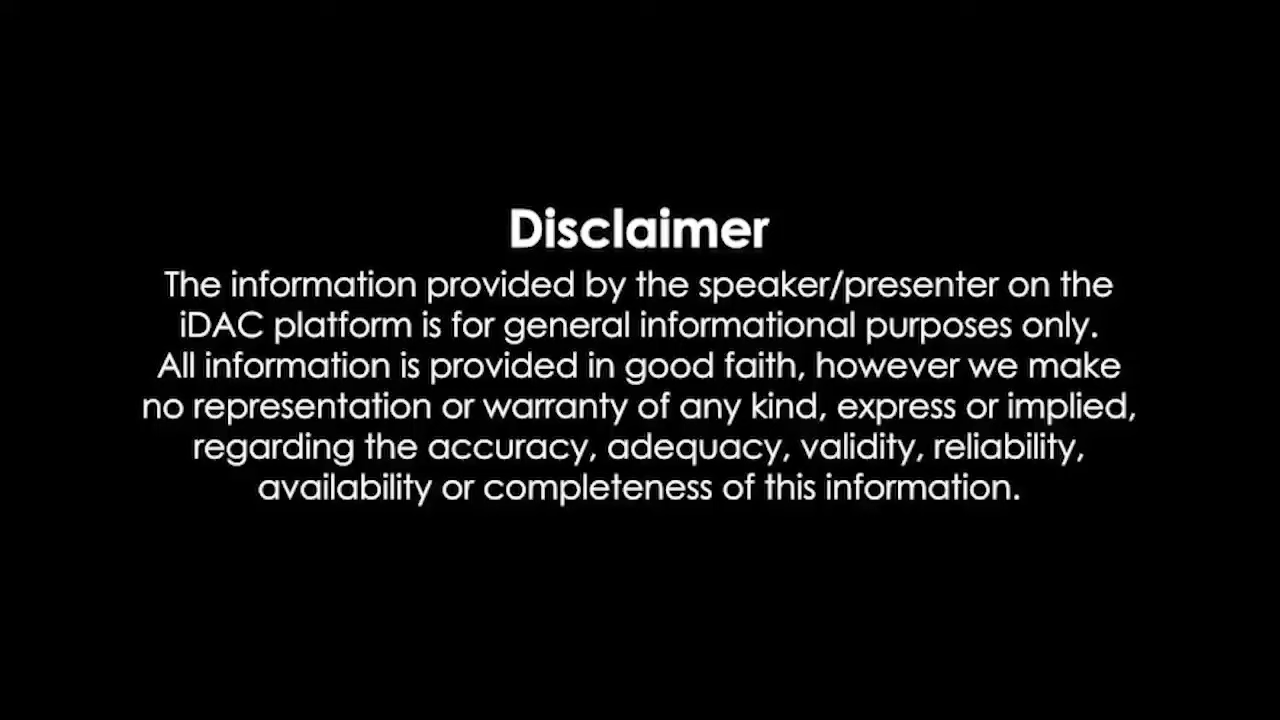 Disclaimer
The information provided by the speaker/presenter on the
iDAC platform is for general informational purposes only.
All information is provided in good faith, however we make
no representation or warranty of any kind, express or implied,
regarding the accuracy, adequacy, validity, reliability,
availability or completeness of this information.